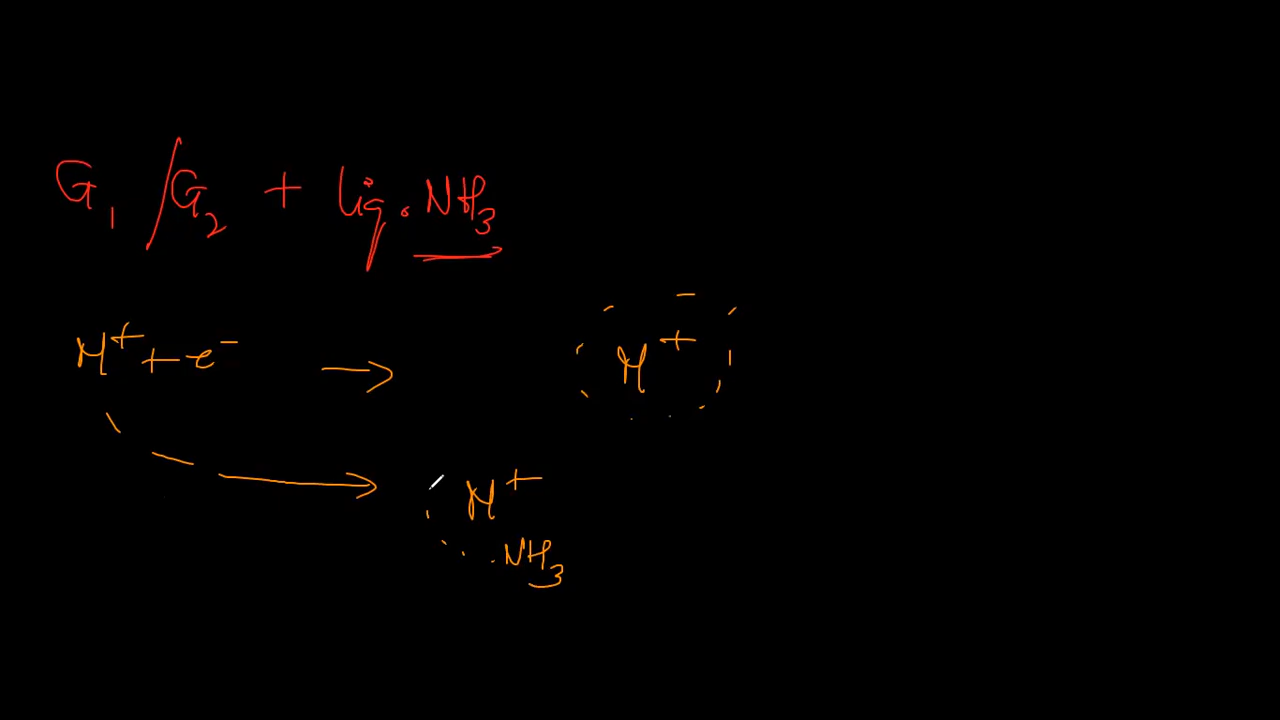 G₁/G₂ + liq. NH₃
M⁺ + e⁻ → M⁺ ⁻
→ M⁺
NH₃